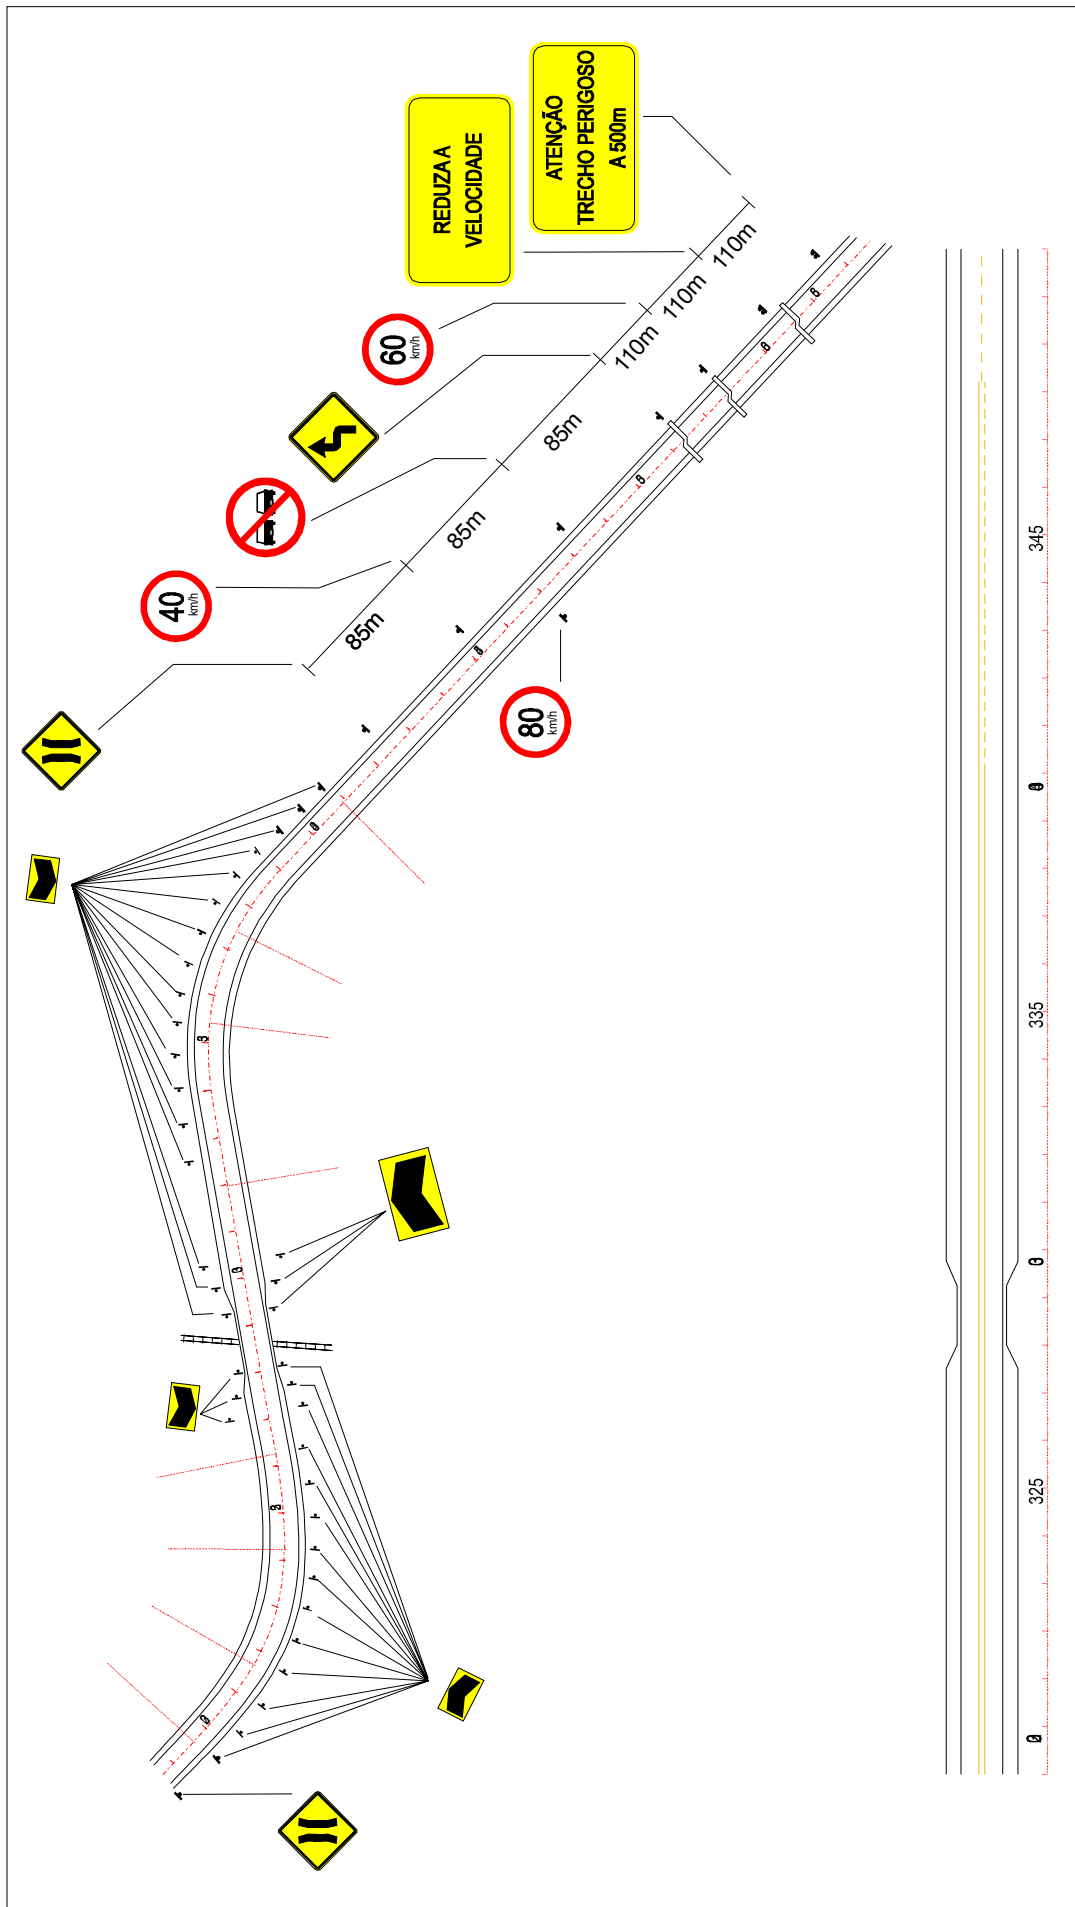 ATENÇÃO
TRECHO PERIGOSO
A 500m
REDUZA A
VELOCIDADE
110m
110m
110m
60
km/h
85m
85m
85m
40
km/h
80
km/h
345
335
325